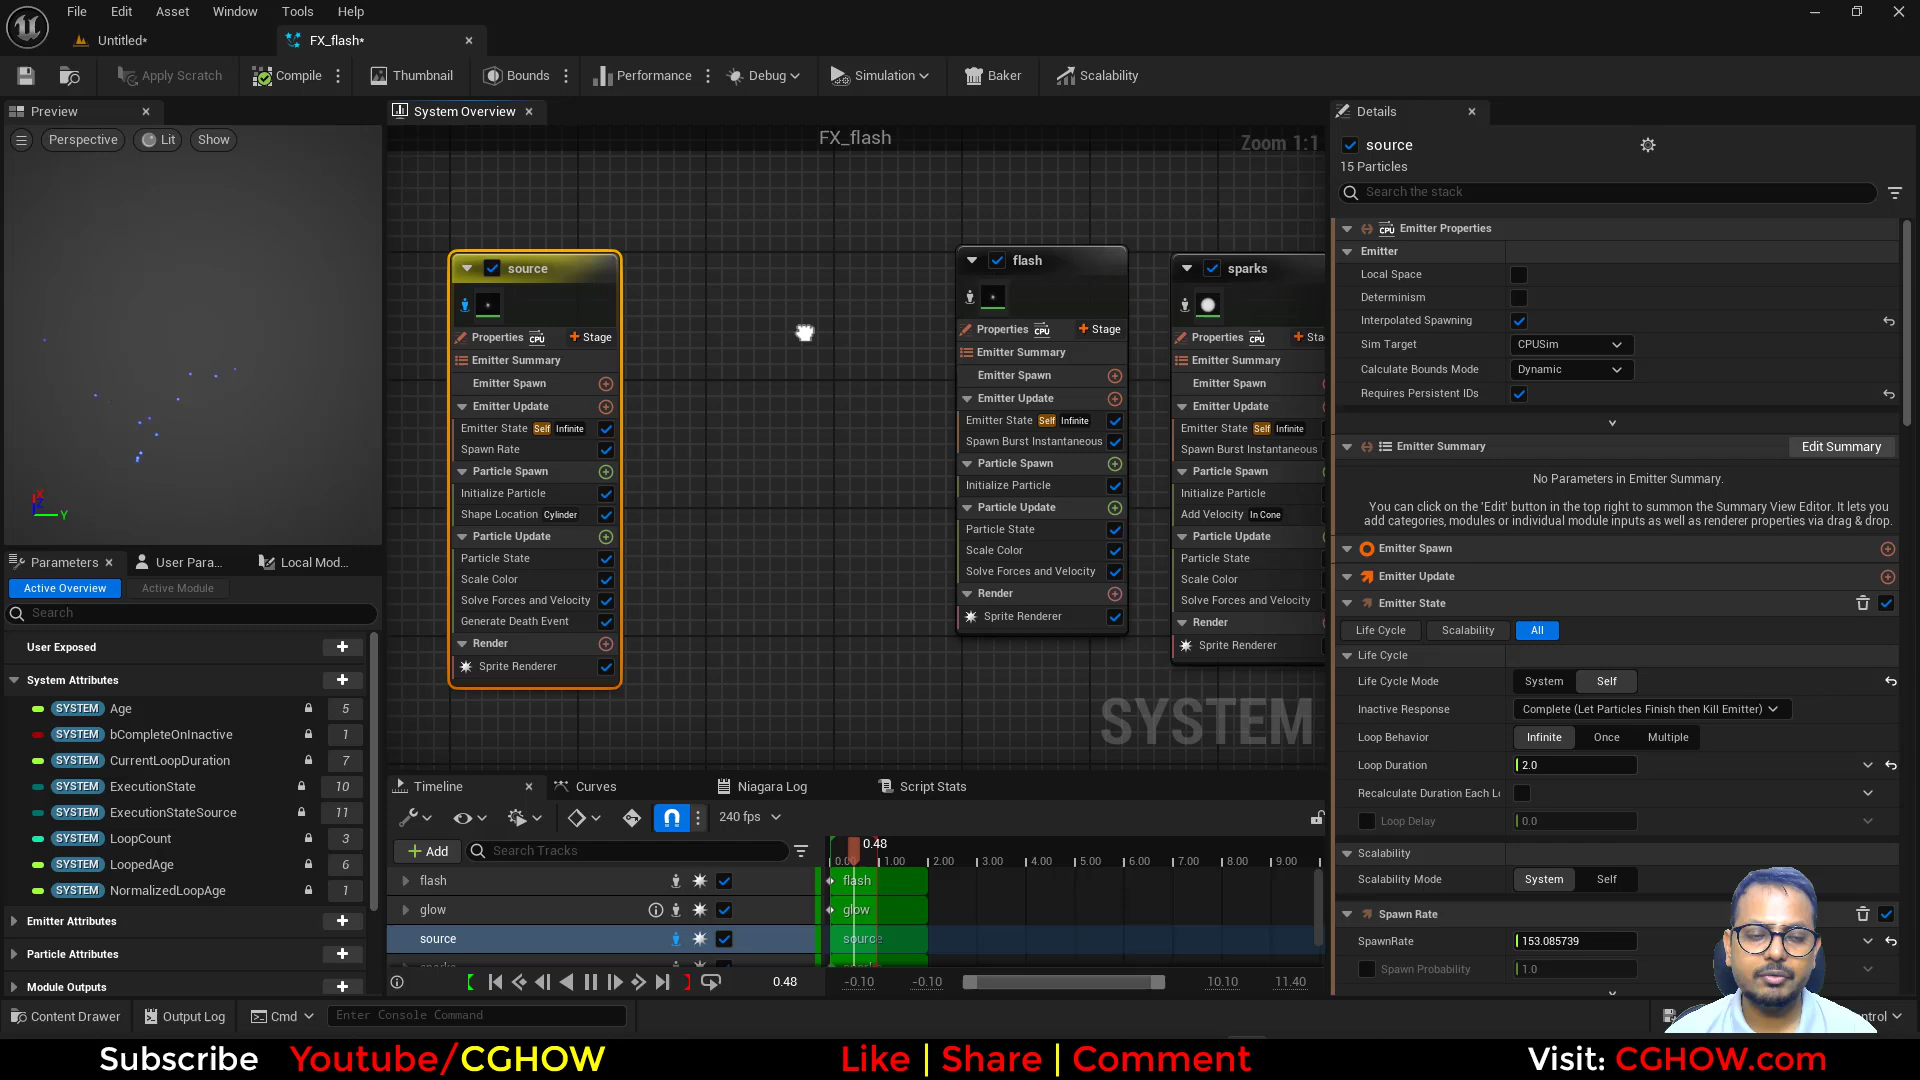 File Edit Asset Window Tools Help
Untitled*
FX_flash*
Apply Scratch Compile Thumbnail Bounds Performance Debug Simulation Baker Scalability
Preview
System Overview
Details
Perspective Lit Show
FX_flash
Zoom 1:1
source
15 Particles
Search the stack
Emitter Properties
Emitter
Local Space
Determinism
Interpolated Spawning
Sim Target CPUSim
Calculate Bounds Mode Dynamic
Requires Persistent IDs
Emitter Summary Edit Summary
No Parameters in Emitter Summary.
You can click on the 'Edit' button in the top right to summon the Summary View Editor. It lets you
add categories, modules or individual module inputs as well as renderer properties via drag & drop.
Emitter Spawn
Emitter Update
Emitter State
Life Cycle Scalability All
Life Cycle
Life Cycle Mode System Self
Inactive Response Complete (Let Particles Finish then Kill Emitter)
Loop Behavior Infinite Once Multiple
Loop Duration 2.0
Recalculate Duration Each Lo
Loop Delay 0.0
Scalability
Scalability Mode System Self
Spawn Rate
SpawnRate 153.085739
Spawn Probability 1.0
source
Properties CPU Stage
Emitter Summary
Emitter Spawn
Emitter Update
Emitter State Self Infinite
Spawn Rate
Particle Spawn
Initialize Particle
Shape Location Cylinder
Particle Update
Particle State
Scale Color
Solve Forces and Velocity
Generate Death Event
Render
Sprite Renderer
flash
Properties CPU Stage
Emitter Summary
Emitter Spawn
Emitter Update
Emitter State Self Infinite
Spawn Burst Instantaneous
Particle Spawn
Initialize Particle
Particle Update
Particle State
Scale Color
Solve Forces and Velocity
Render
Sprite Renderer
sparks
Properties CPU Sta
Emitter Summary
Emitter Spawn
Emitter Update
Emitter State Self Infinite
Spawn Burst Instantaneous
Particle Spawn
Initialize Particle
Add Velocity In Cone
Particle Update
Particle State
Scale Color
Solve Forces and Velocity
Render
Sprite Renderer
SYSTEM
X
Y
Parameters User Para... Local Mod...
Active Overview Active Module
Search
User Exposed
System Attributes
SYSTEM Age 5
SYSTEM bCompleteOnInactive 1
SYSTEM CurrentLoopDuration 7
SYSTEM ExecutionState 10
SYSTEM ExecutionStateSource 11
SYSTEM LoopCount 3
SYSTEM LoopedAge 6
SYSTEM NormalizedLoopAge 1
Emitter Attributes
Particle Attributes
Module Outputs
Timeline Curves Niagara Log Script Stats
240 fps
Add Search Tracks
0.48
0.00 1.00 2.00 3.00 4.00 5.00 6.00 7.00 8.00 9.00
flash flash
glow glow
source source
0.48 -0.10 -0.10 10.10 11.40
Content Drawer Output Log Cmd Enter Console Command
ntrol
Subscribe Youtube/CGHOW Like | Share | Comment Visit: CGHOW.com